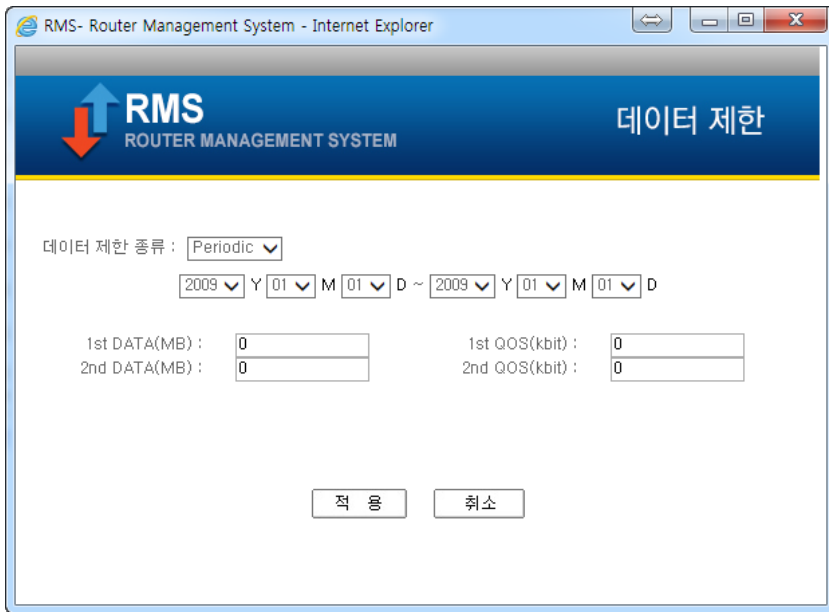 RMS- Router Management System - Internet Explorer
RMS
ROUTER MANAGEMENT SYSTEM
데이터 제한
데이터 제한 종류 : Periodic
2009 Y 01 M 01 D ~ 2009 Y 01 M 01 D
1st DATA(MB) : 0 1st QOS(kbit) : 0
2nd DATA(MB) : 0 2nd QOS(kbit) : 0
적 용 취소